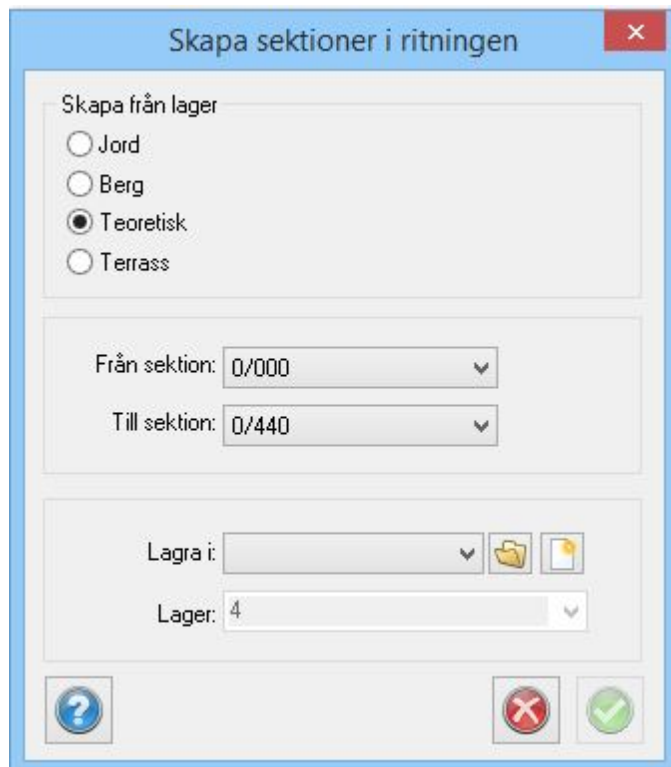 Skapa sektioner i ritningen
Skapa från lager
Jord
Berg
Teoretisk
Terrass
Från sektion: 0/000
Till sektion: 0/440
Lagra i:
Lager: 4